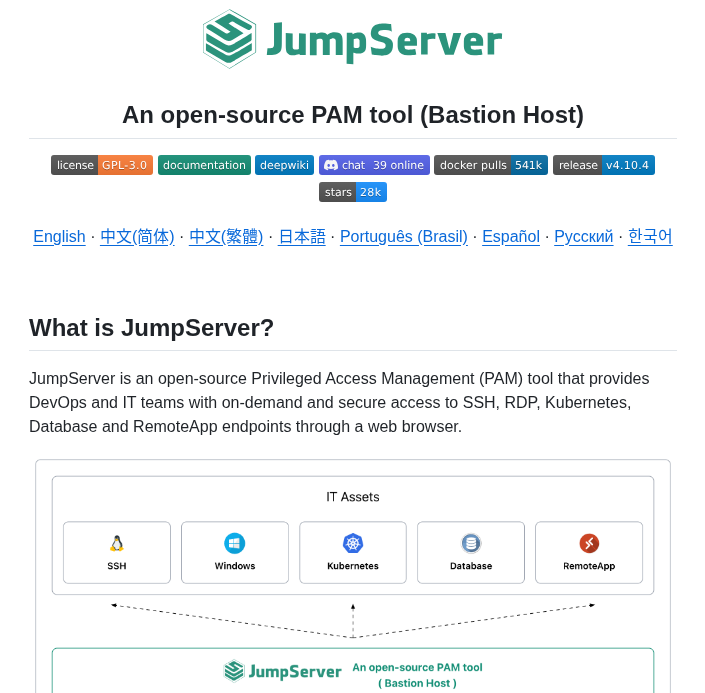 JumpServer
An open-source PAM tool (Bastion Host)
license GPL-3.0 documentation deepwiki chat 39 online docker pulls 541k release v4.10.4
stars 28k
English · 中文(简体) · 中文(繁體) · 日本語 · Português (Brasil) · Español · Русский · 한국어
What is JumpServer?
JumpServer is an open-source Privileged Access Management (PAM) tool that provides
DevOps and IT teams with on-demand and secure access to SSH, RDP, Kubernetes,
Database and RemoteApp endpoints through a web browser.
IT Assets
SSH Windows Kubernetes Database RemoteApp
JumpServer An open-source PAM tool
( Bastion Host )